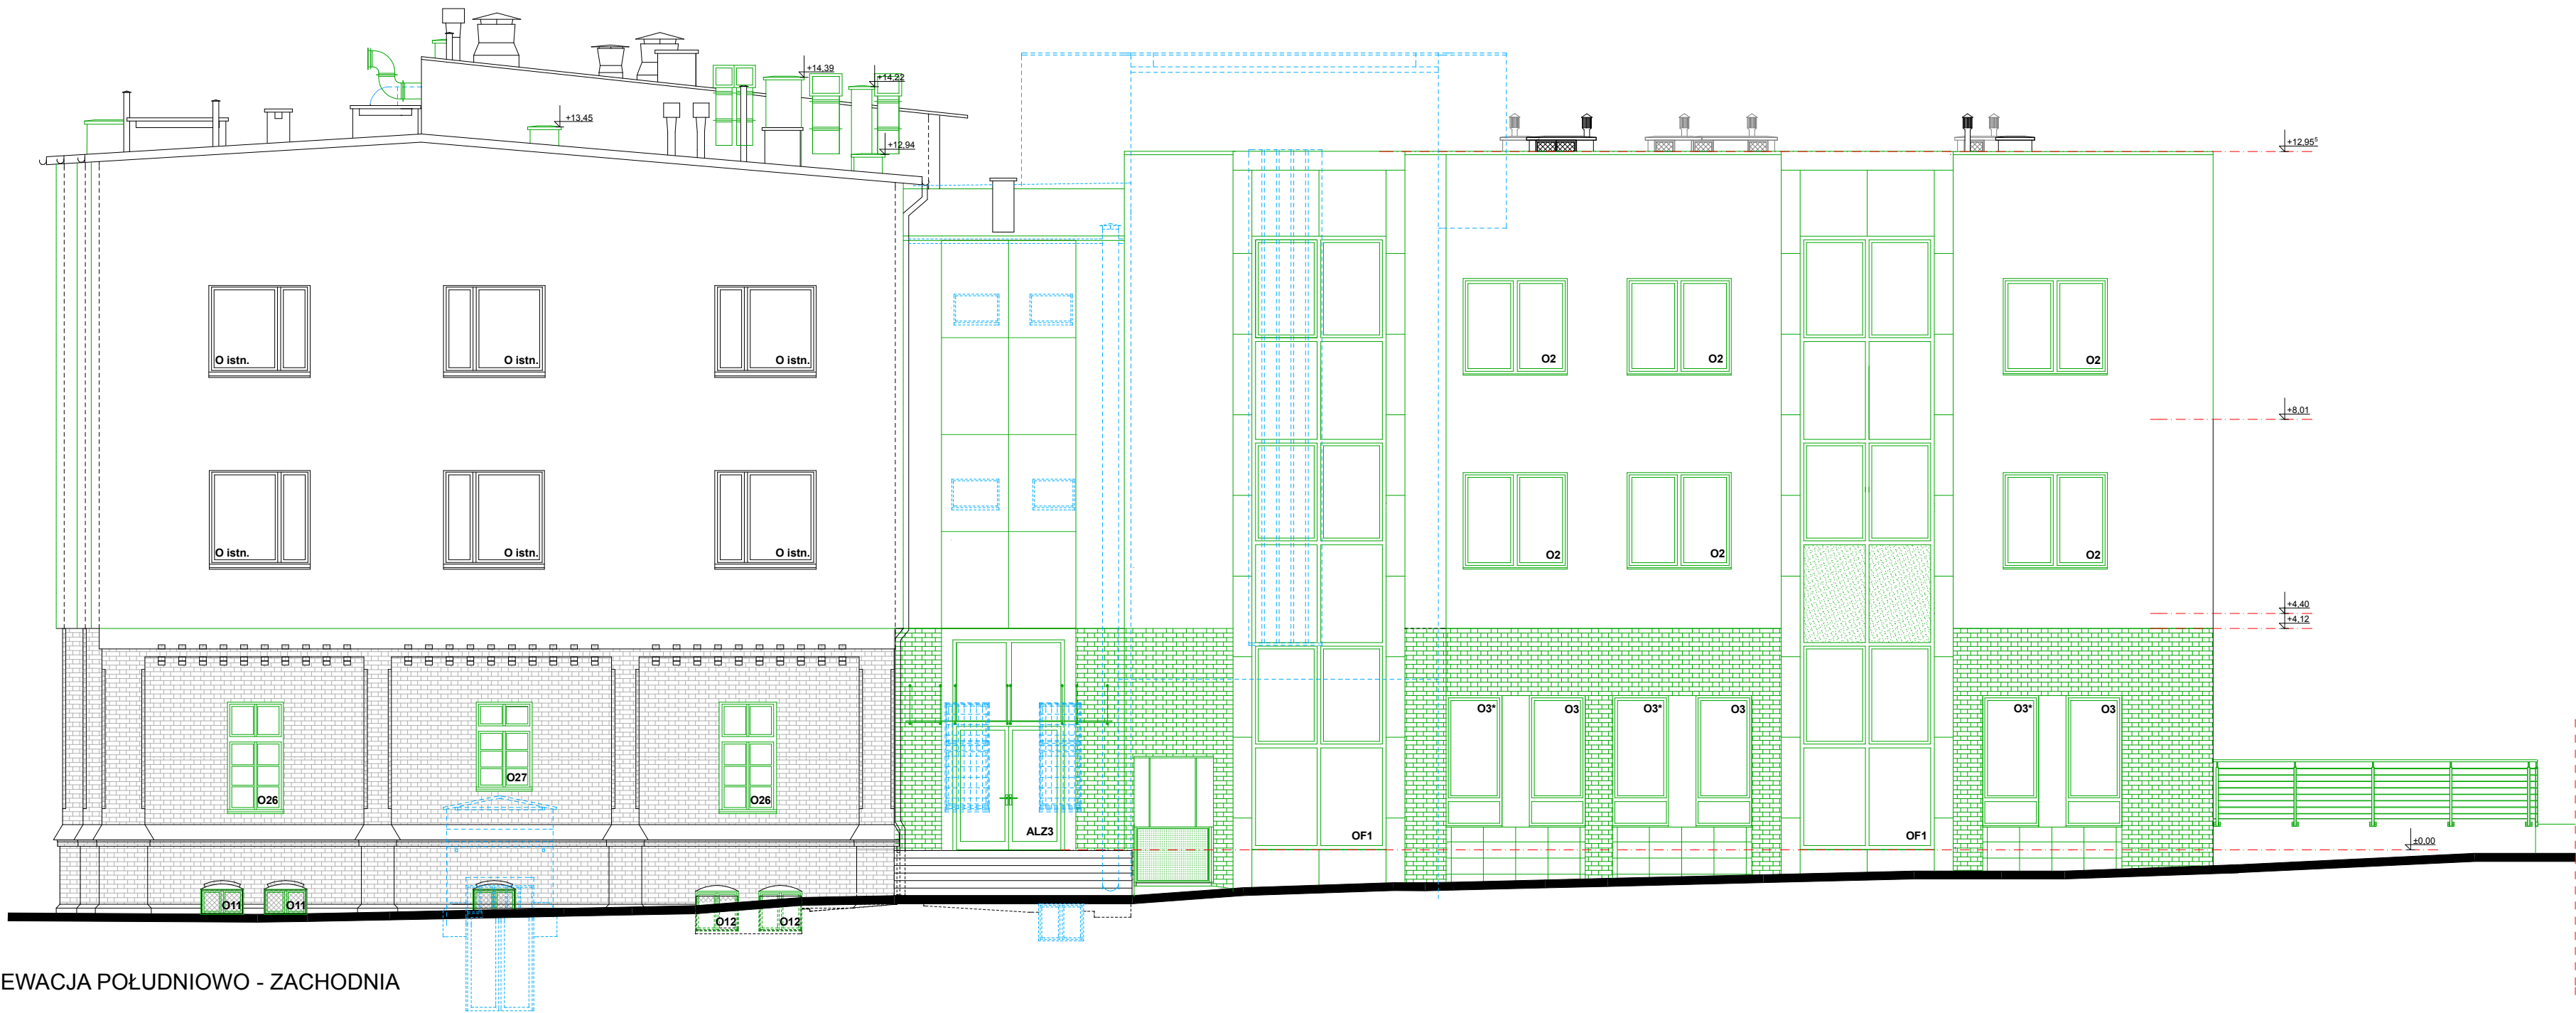 +14.39
+14.22
+13.45
+12.94
+12.95⁵
O istn. O istn. O istn. O2 O2 O2
+8.01
O istn. O istn. O istn. O2 O2 O2
+4.40
+4.12
O3* O3 O3* O3 O3* O3
O27
O26 O26
ALZ3 OF1 OF1
±0.00
O11 O11
O12 O12
EWACJA POŁUDNIOWO - ZACHODNIA